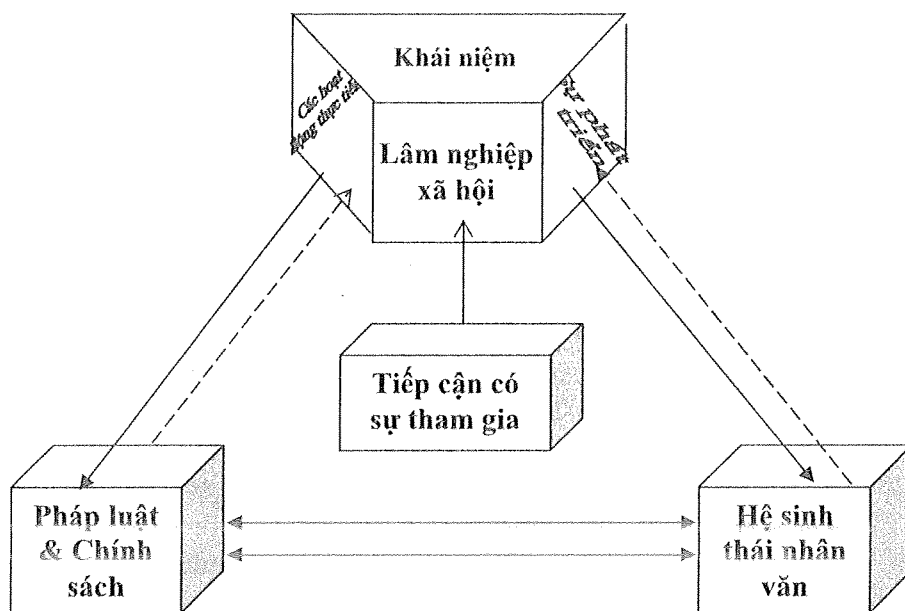 Khái niệm
Các hoạt
động thực tiễn
Sự phát
triển
Lâm nghiệp
xã hội
Tiếp cận có
sự tham gia
Pháp luật
& Chính
sách
Hệ sinh
thái nhân
văn